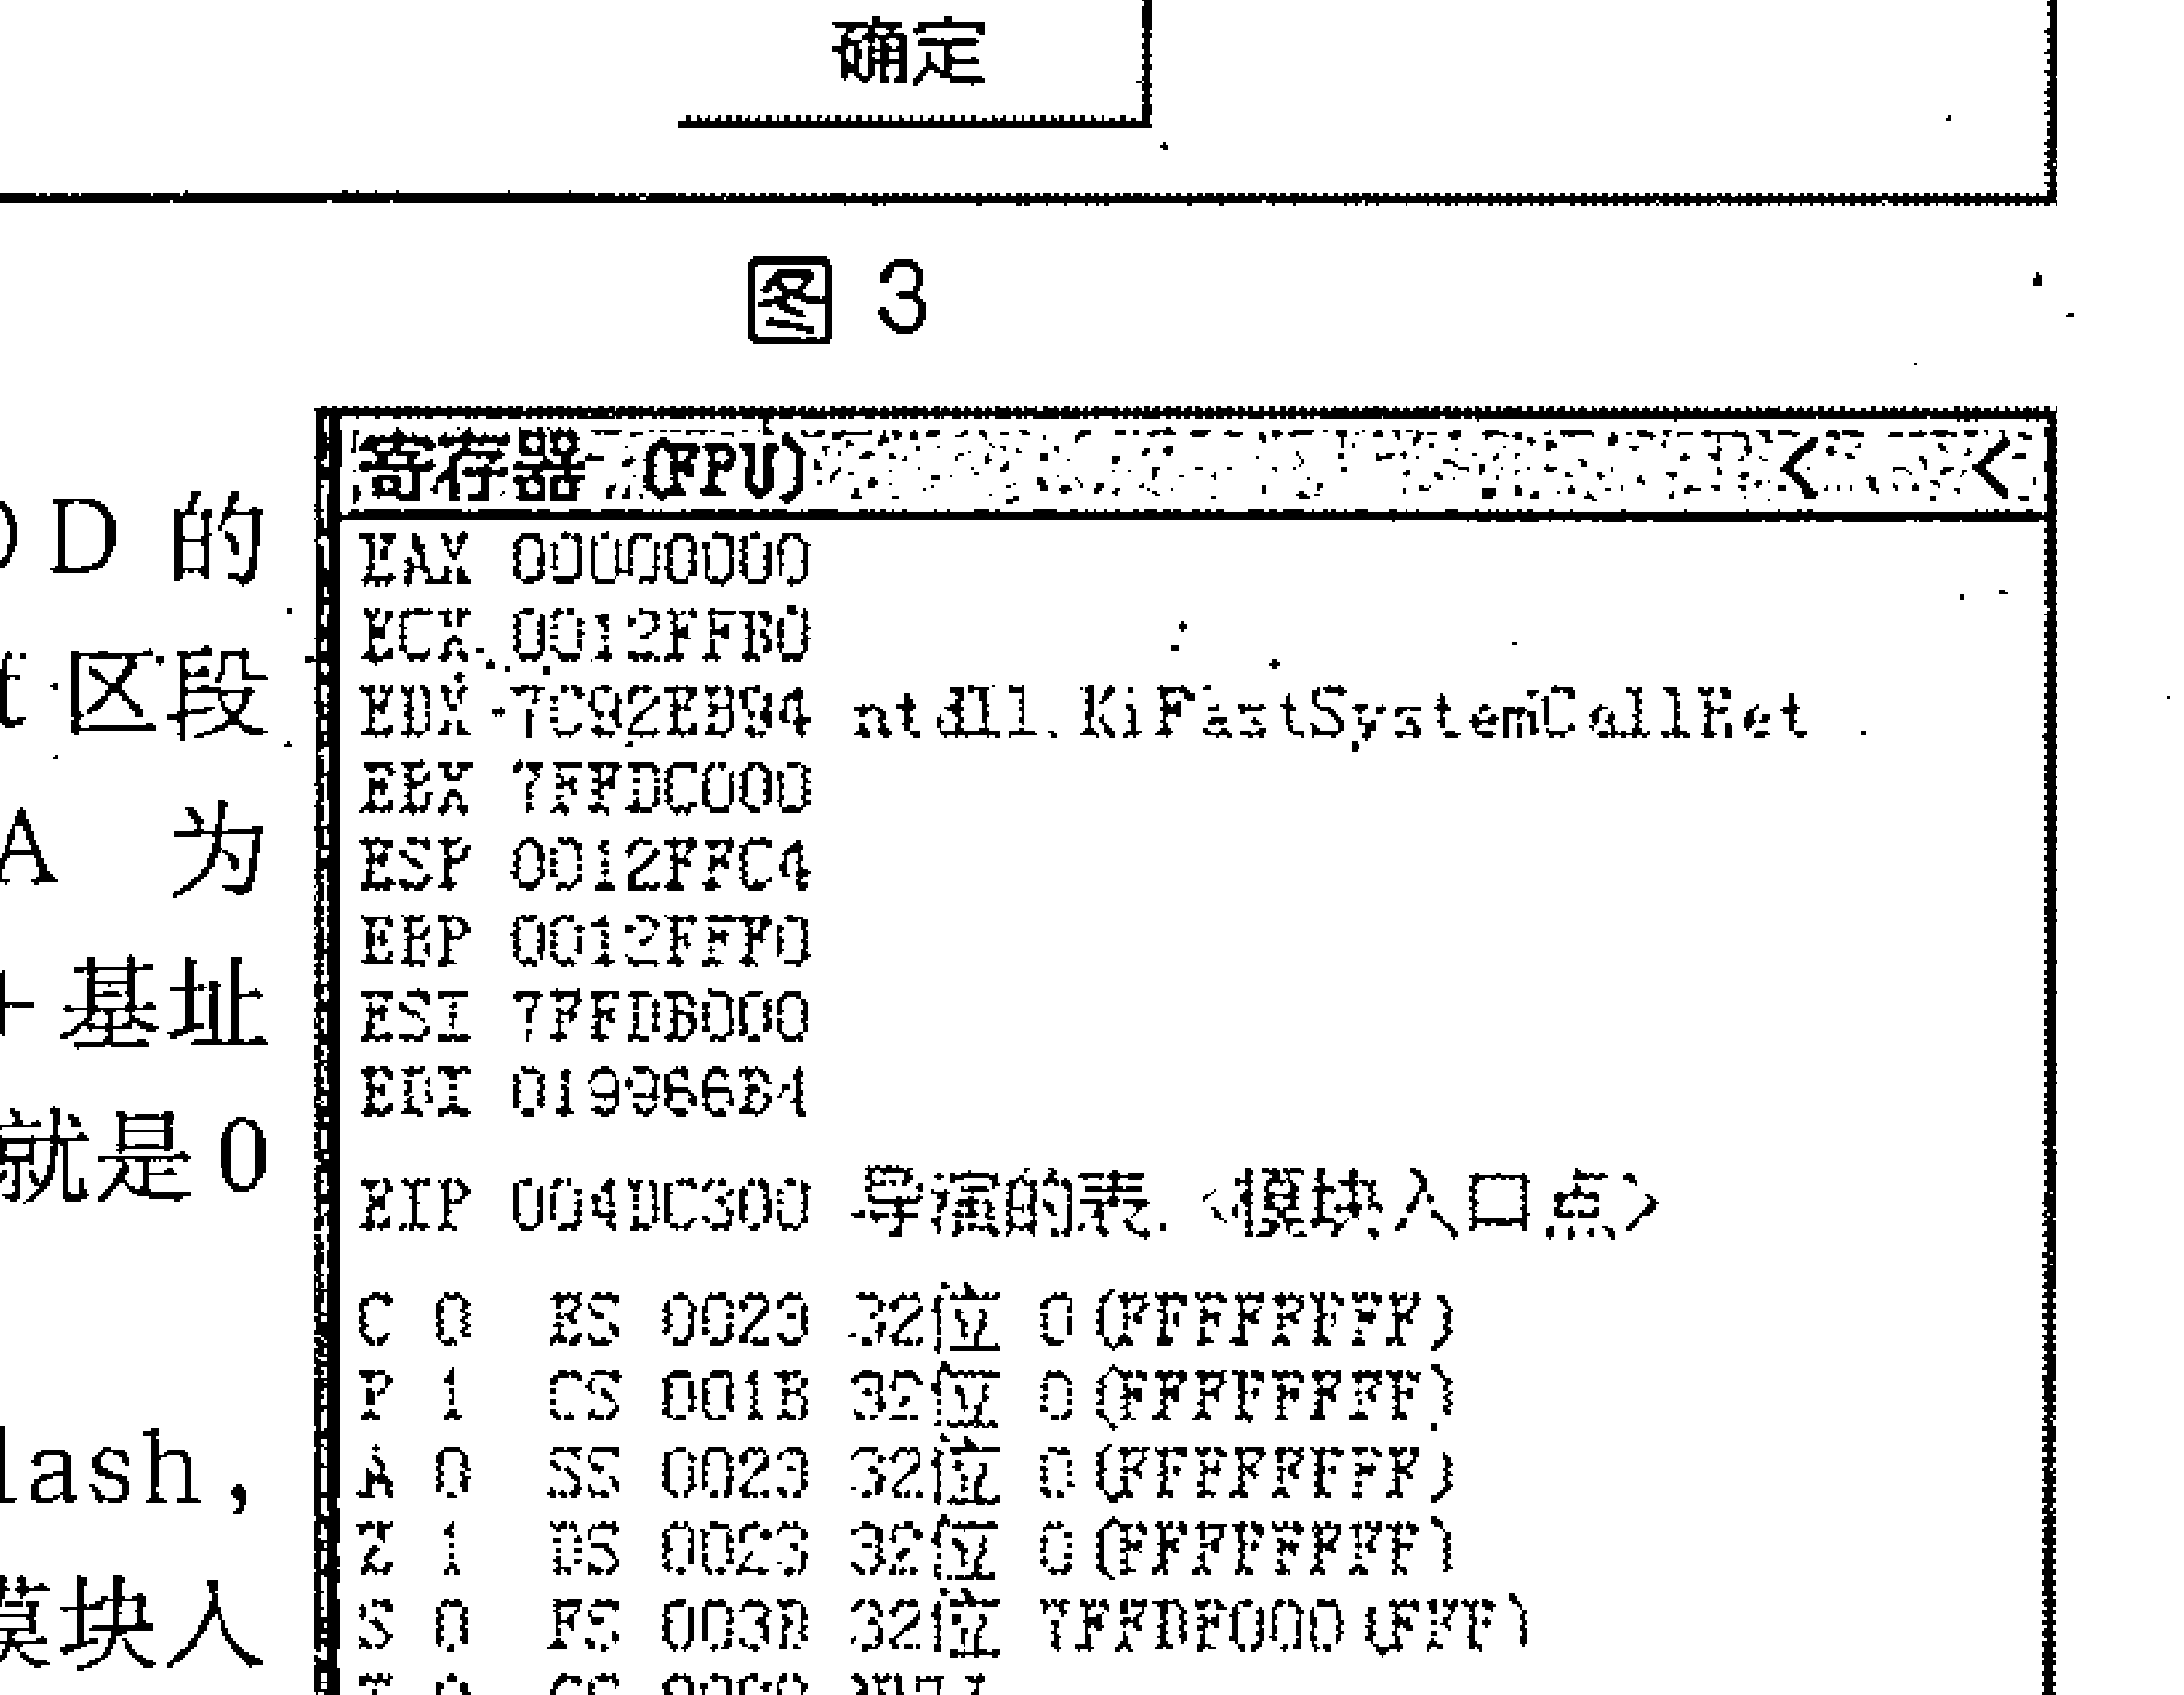 确定
图 3
D 的
区段
A 为
+基址
就是0
lash,
模块入
寄存器 (FPU) < <
EAX 00000000
ECX 0012FFB0
EDX 7C92EB94 ntdll.KiFastSystemCallRet
EBX 7FFDC000
ESP 0012FFC4
EBP 0012FFF0
ESI 7FFDB000
EDI 019966B4
EIP 004DC300 导演的表.<模块入口点>
C 0 ES 0023 32位 0(FFFFFFFF)
P 1 CS 001B 32位 0(FFFFFFFF)
A 0 SS 0023 32位 0(FFFFFFFF)
Z 1 DS 0023 32位 0(FFFFFFFF)
S 0 FS 003B 32位 7FFDF000(FFF)